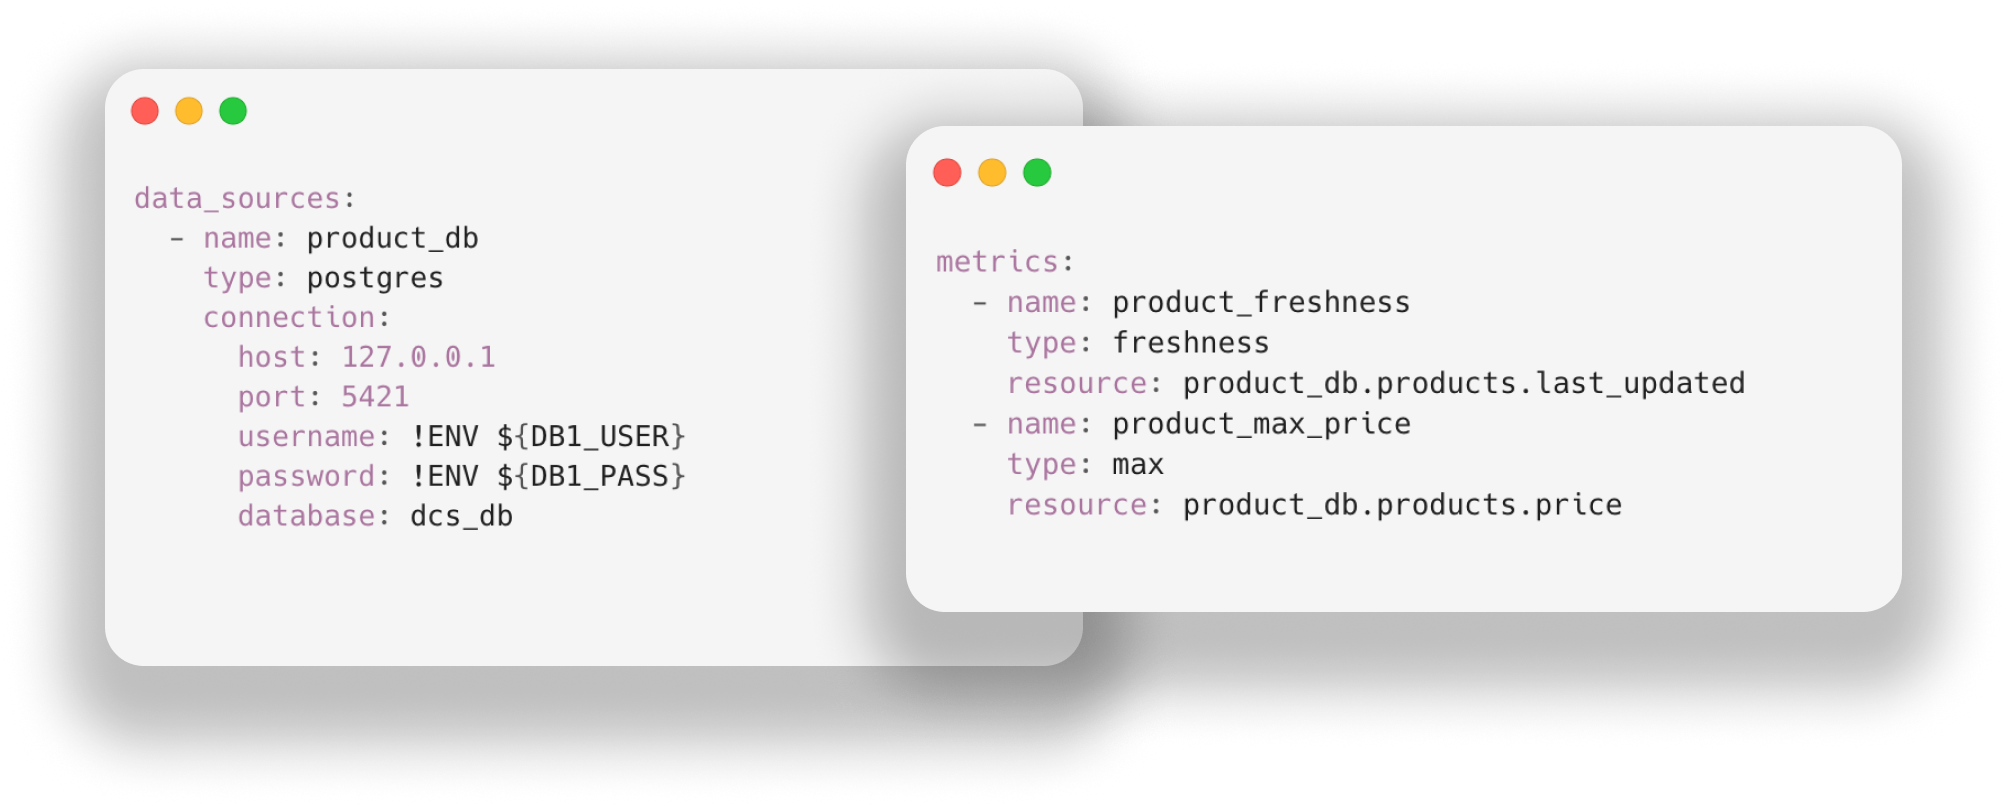 data_sources:
  - name: product_db
    type: postgres
    connection:
      host: 127.0.0.1
      port: 5421
      username: !ENV ${DB1_USER}
      password: !ENV ${DB1_PASS}
      database: dcs_db
metrics:
  - name: product_freshness
    type: freshness
    resource: product_db.products.last_updated
  - name: product_max_price
    type: max
    resource: product_db.products.price